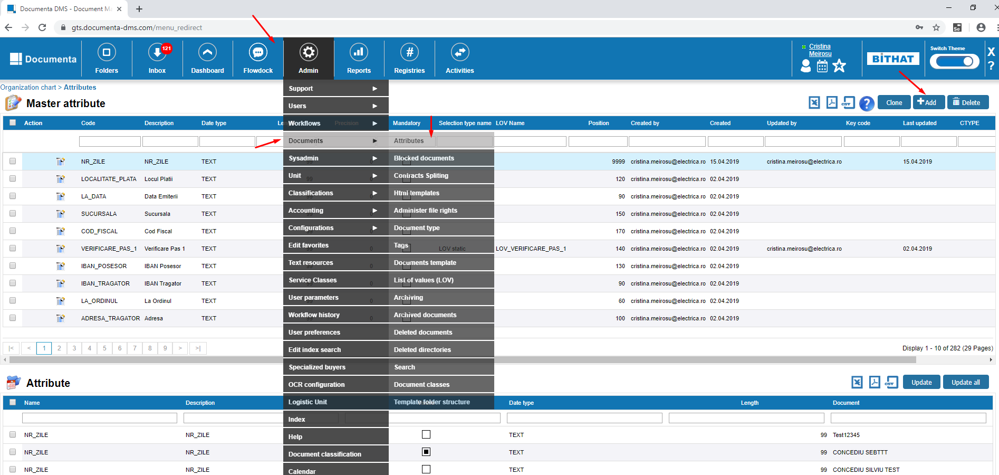 Documenta DMS - Document Ma
gts.documenta-dms.com/menu_redirect
Se
Documenta
Folders
Inbox
121
Dashboard
Flowdock
Admin
Reports
#
Registries
Activities
Cristina
Meirosu
BITHAT
Switch Theme
X
?
Organization chart > Attributes
Master attribute
CSV
?
Clone
Add
Delete
Action Code Description Date type Precision Mandatory Selection type name LOV Name Position Created by Created Updated by Key code Last updated CTYPE
NR_ZILE NR_ZILE TEXT 9999 cristina.meirosu@electrica.ro 15.04.2019 cristina.meirosu@electrica.ro 15.04.2019
LOCALITATE_PLATA Locul Platii TEXT 120 cristina.meirosu@electrica.ro 02.04.2019
LA_DATA Data Emiterii TEXT 90 cristina.meirosu@electrica.ro 02.04.2019
SUCURSALA Sucursala TEXT 150 cristina.meirosu@electrica.ro 02.04.2019
COD_FISCAL Cod Fiscal TEXT 170 cristina.meirosu@electrica.ro 02.04.2019
VERIFICARE_PAS_1 Verificare Pas 1 TEXT LOV static LOV_VERIFICARE_PAS_1 140 cristina.meirosu@electrica.ro 02.04.2019 cristina.meirosu@electrica.ro 02.04.2019
IBAN_POSESOR IBAN Posesor TEXT 130 cristina.meirosu@electrica.ro 02.04.2019
IBAN_TRAGATOR IBAN Tragator TEXT 90 cristina.meirosu@electrica.ro 02.04.2019
LA_ORDINUL La Ordinul TEXT 60 cristina.meirosu@electrica.ro 02.04.2019
ADRESA_TRAGATOR Adresa TEXT 100 cristina.meirosu@electrica.ro 02.04.2019
|< < 1 2 3 4 5 6 7 8 9 > >|
Display 1 - 10 of 282 (29 Pages)
Support
Users
Workflows
Documents
Sysadmin
Unit
Classifications
Accounting
Configurations
Edit favorites
Text resources
Service Classes
User parameters
Workflow history
User preferences
Edit index search
Specialized buyers
OCR configuration
Logistic Unit
Index
Help
Document classification
Calendar
Attributes
Blocked documents
Contracts Spliting
Html templates
Administer file rights
Document type
Tags
Documents template
List of values (LOV)
Archiving
Archived documents
Deleted documents
Deleted directories
Search
Document classes
Template folder structure
Attribute
CSV
Update
Update all
Name Description Date type Length Document
NR_ZILE NR_ZILE TEXT 99 Test12345
NR_ZILE NR_ZILE TEXT 99 CONCEDIU SEBTTT
NR_ZILE NR_ZILE TEXT 99 CONCEDIU SILVIU TEST